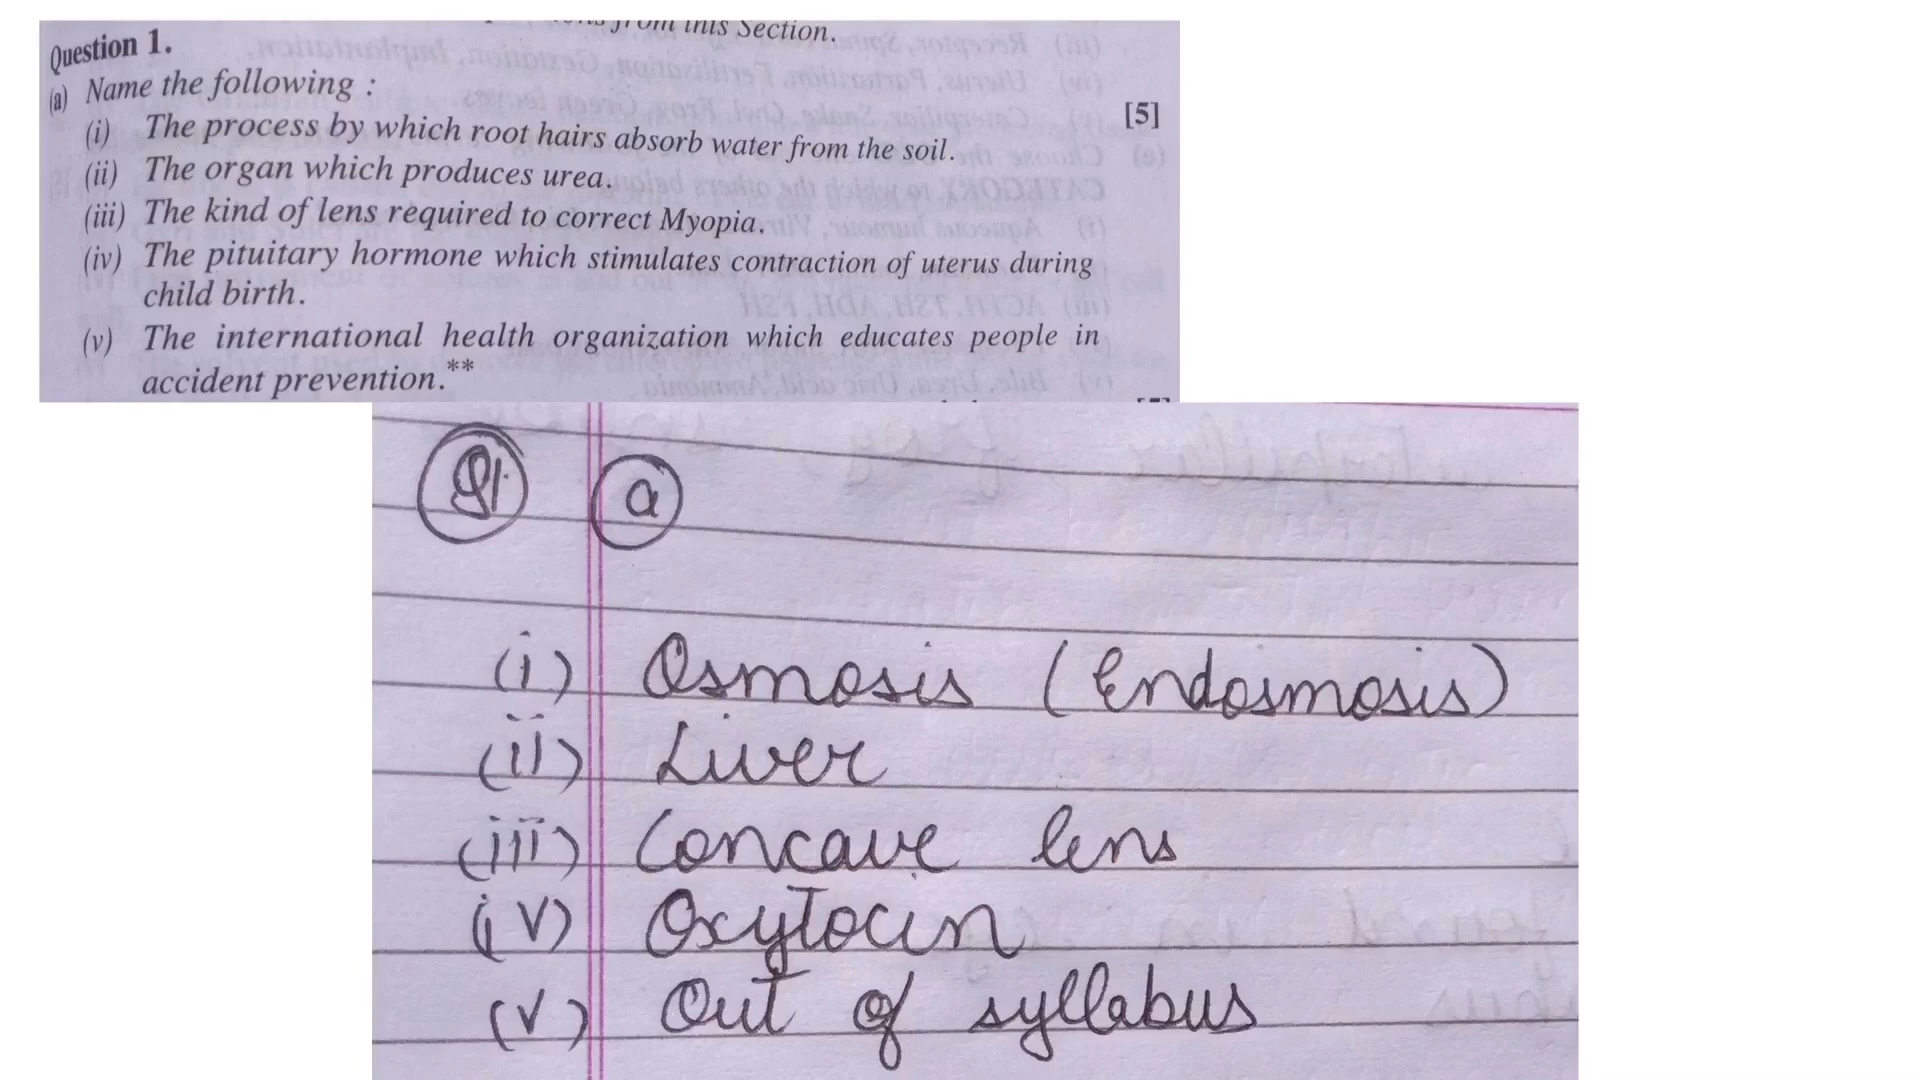 from this Section.
Question 1.
(a) Name the following :
[5]
(i) The process by which root hairs absorb water from the soil.
(ii) The organ which produces urea.
(iii) The kind of lens required to correct Myopia.
(iv) The pituitary hormone which stimulates contraction of uterus during
child birth.
(v) The international health organization which educates people in
accident prevention.**
Q1. a
(i) Osmosis (Endosmosis)
(ii) Liver
(iii) Concave lens
(iv) Oxytocin
(v) Out of syllabus